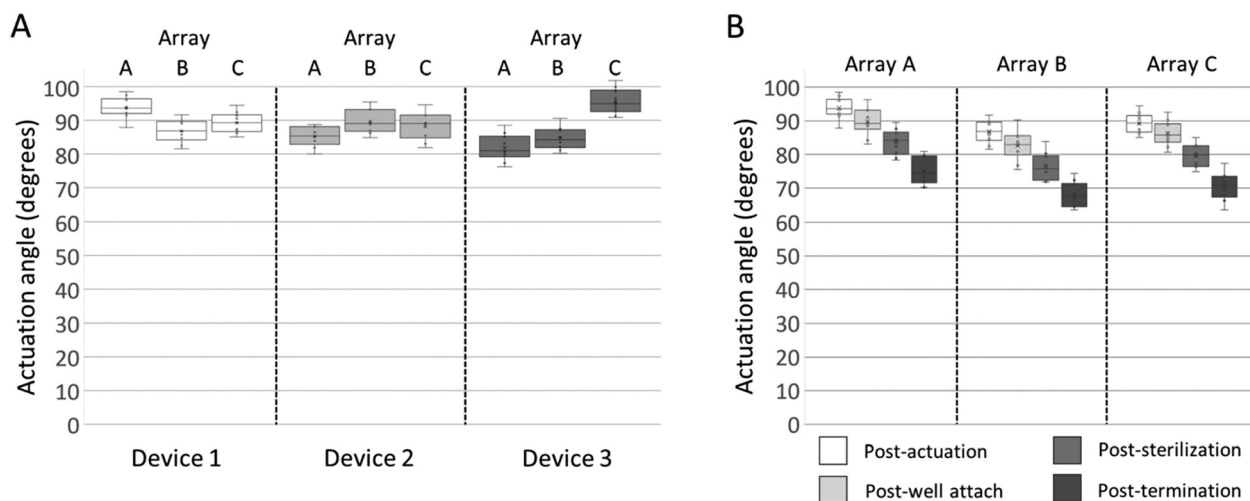 A
Array
Array
Array
A B C
A B C
A B C
Actuation angle (degrees)
100
90
80
70
60
50
40
30
20
10
0
Device 1
Device 2
Device 3
B
Array A
Array B
Array C
Actuation angle (degrees)
100
90
80
70
60
50
40
30
20
10
0
Post-actuation
Post-sterilization
Post-well attach
Post-termination